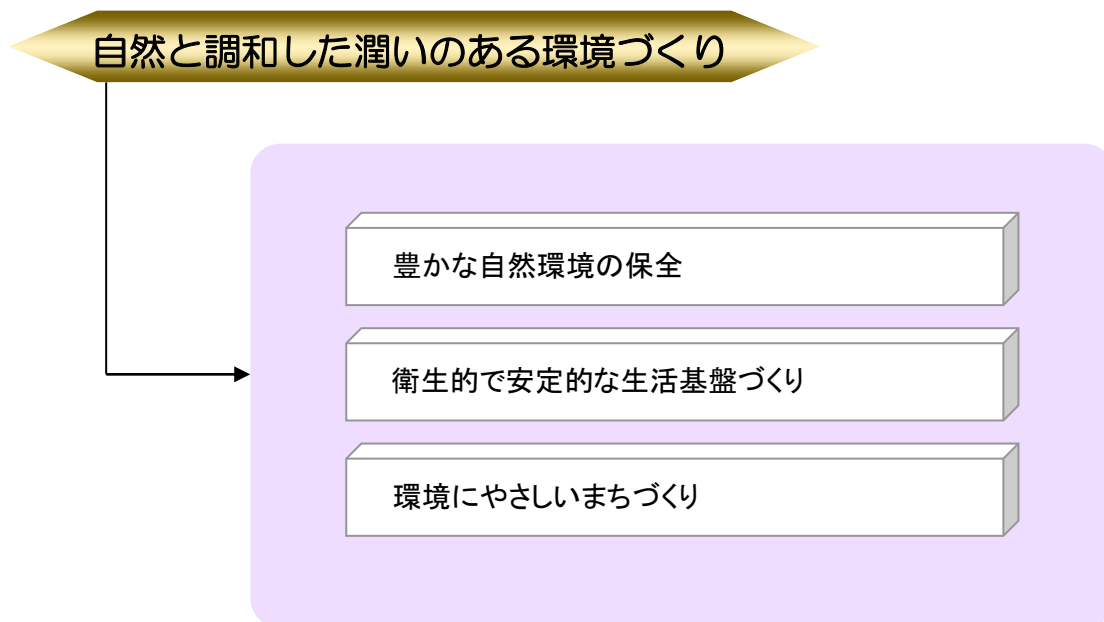 自然と調和した潤いのある環境づくり
豊かな自然環境の保全
衛生的で安定的な生活基盤づくり
環境にやさしいまちづくり